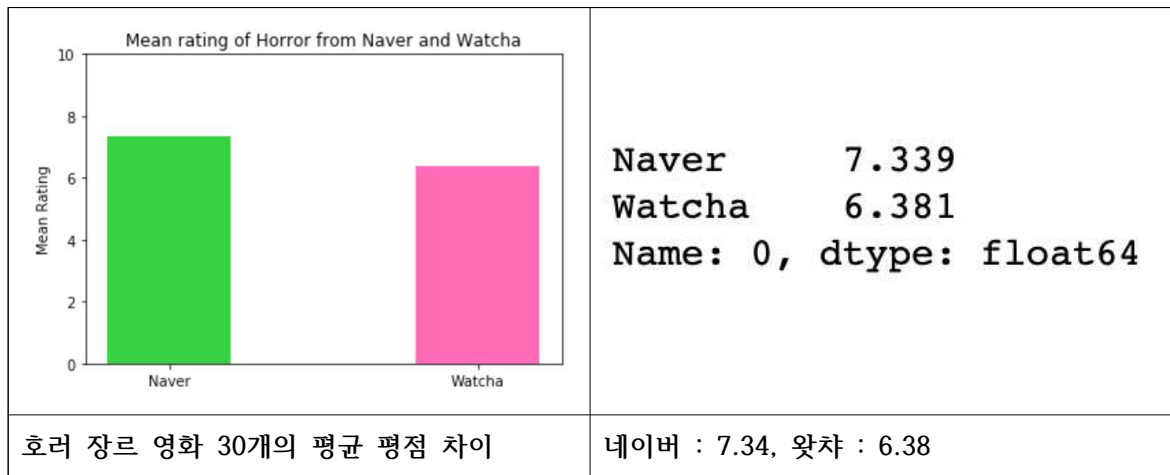 Mean rating of Horror from Naver and Watcha
10
8
6
4
2
0
Mean Rating
Naver
Watcha
Naver 7.339
Watcha 6.381
Name: 0, dtype: float64
호러 장르 영화 30개의 평균 평점 차이
네이버 : 7.34, 왓챠 : 6.38